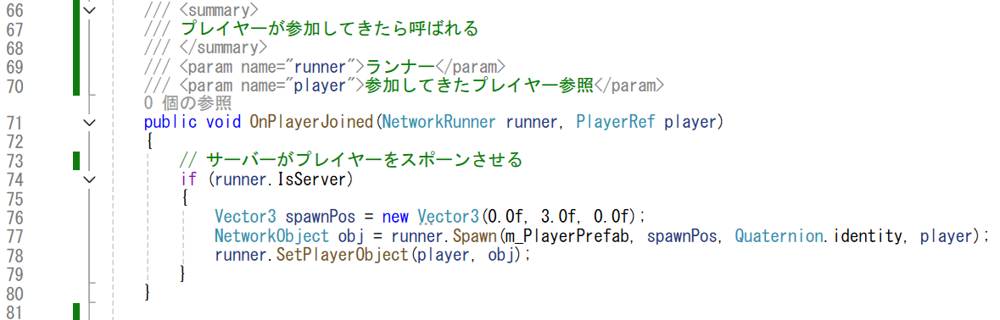 66 /// <summary>
67 /// プレイヤーが参加してきたら呼ばれる
68 /// </summary>
69 /// <param name="runner">ランナー</param>
70 /// <param name="player">参加してきたプレイヤー参照</param>
0 個の参照
71 public void OnPlayerJoined(NetworkRunner runner, PlayerRef player)
72 {
73 // サーバーがプレイヤーをスポーンさせる
74 if (runner.IsServer)
75 {
76 Vector3 spawnPos = new Vector3(0.0f, 3.0f, 0.0f);
77 NetworkObject obj = runner.Spawn(m_PlayerPrefab, spawnPos, Quaternion.identity, player);
78 runner.SetPlayerObject(player, obj);
79 }
80 }
81